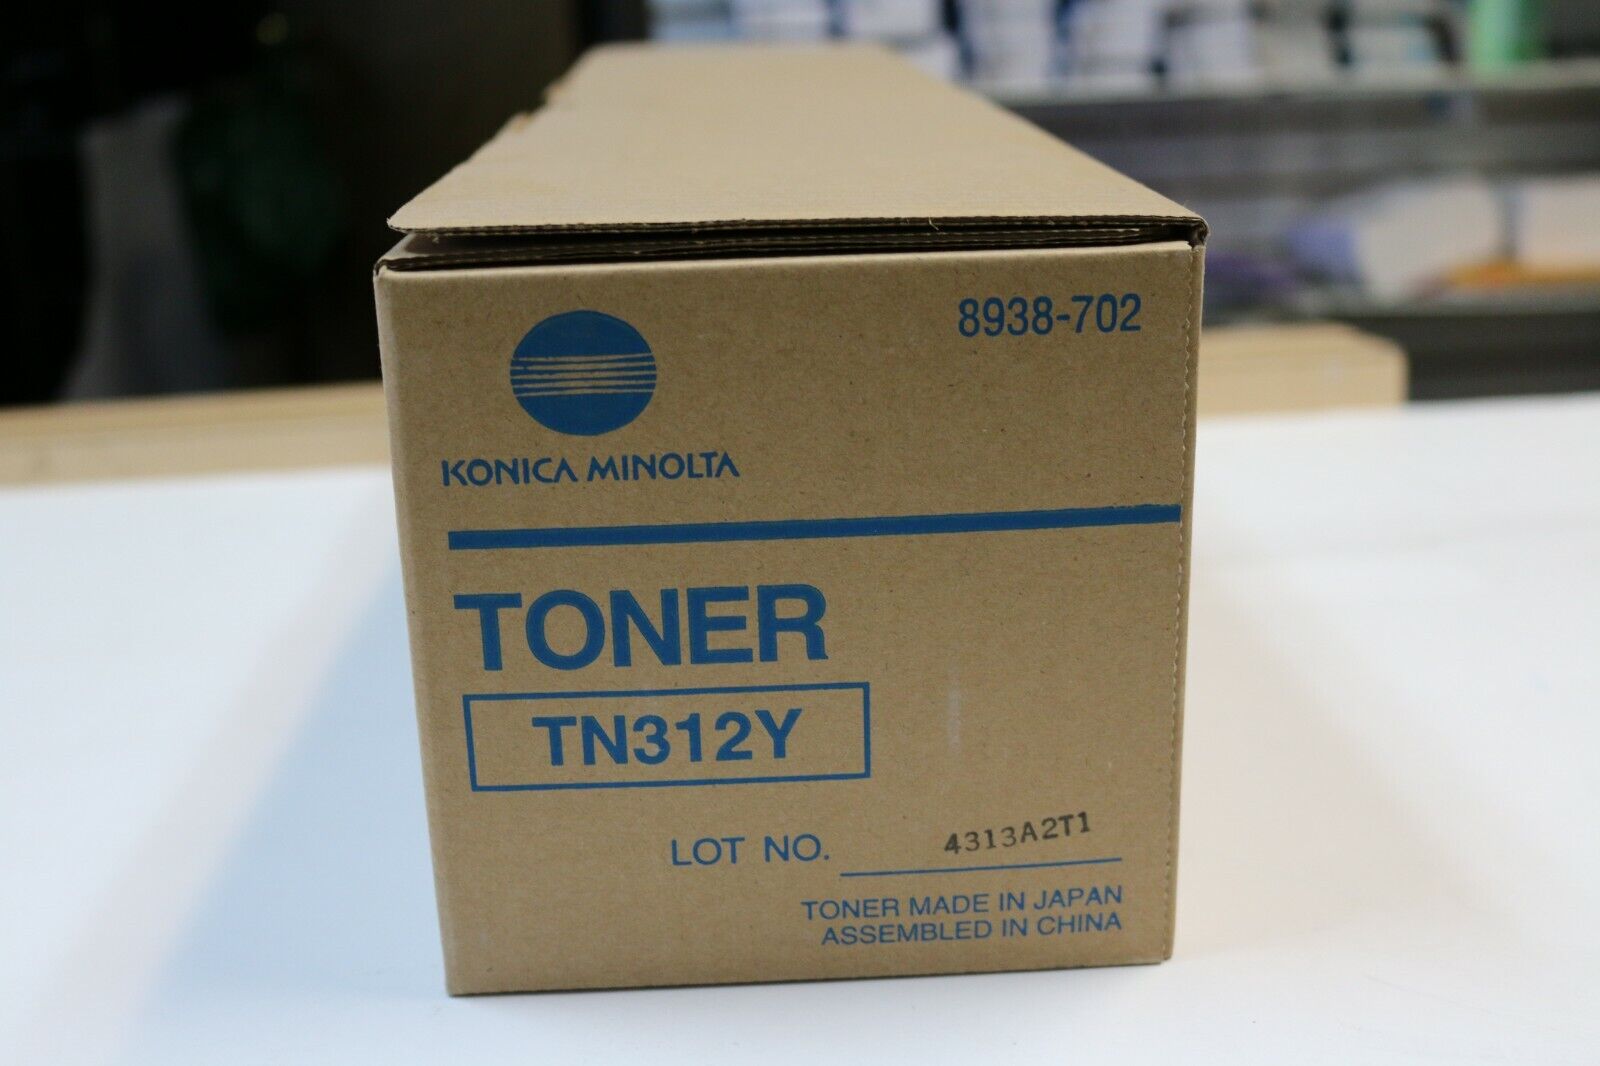 8938-702
KONICA MINOLTA
TONER
TN312Y
LOT NO. 4313A2T1
TONER MADE IN JAPAN
ASSEMBLED IN CHINA